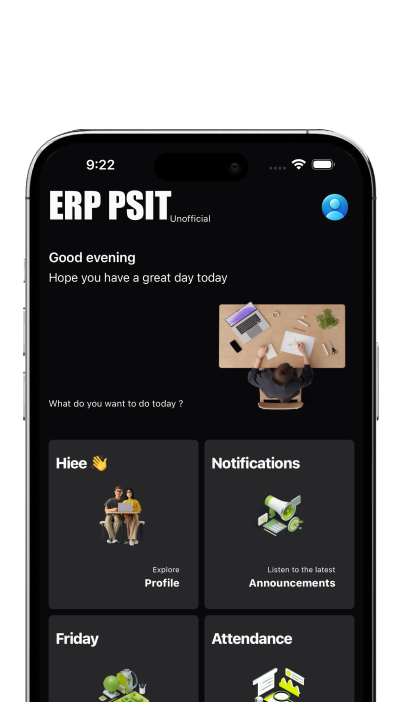 9:22
ERP PSIT Unofficial
Good evening
Hope you have a great day today
What do you want to do today ?
Hiee 👋
Explore
Profile
Notifications
Listen to the latest
Announcements
Friday
Attendance